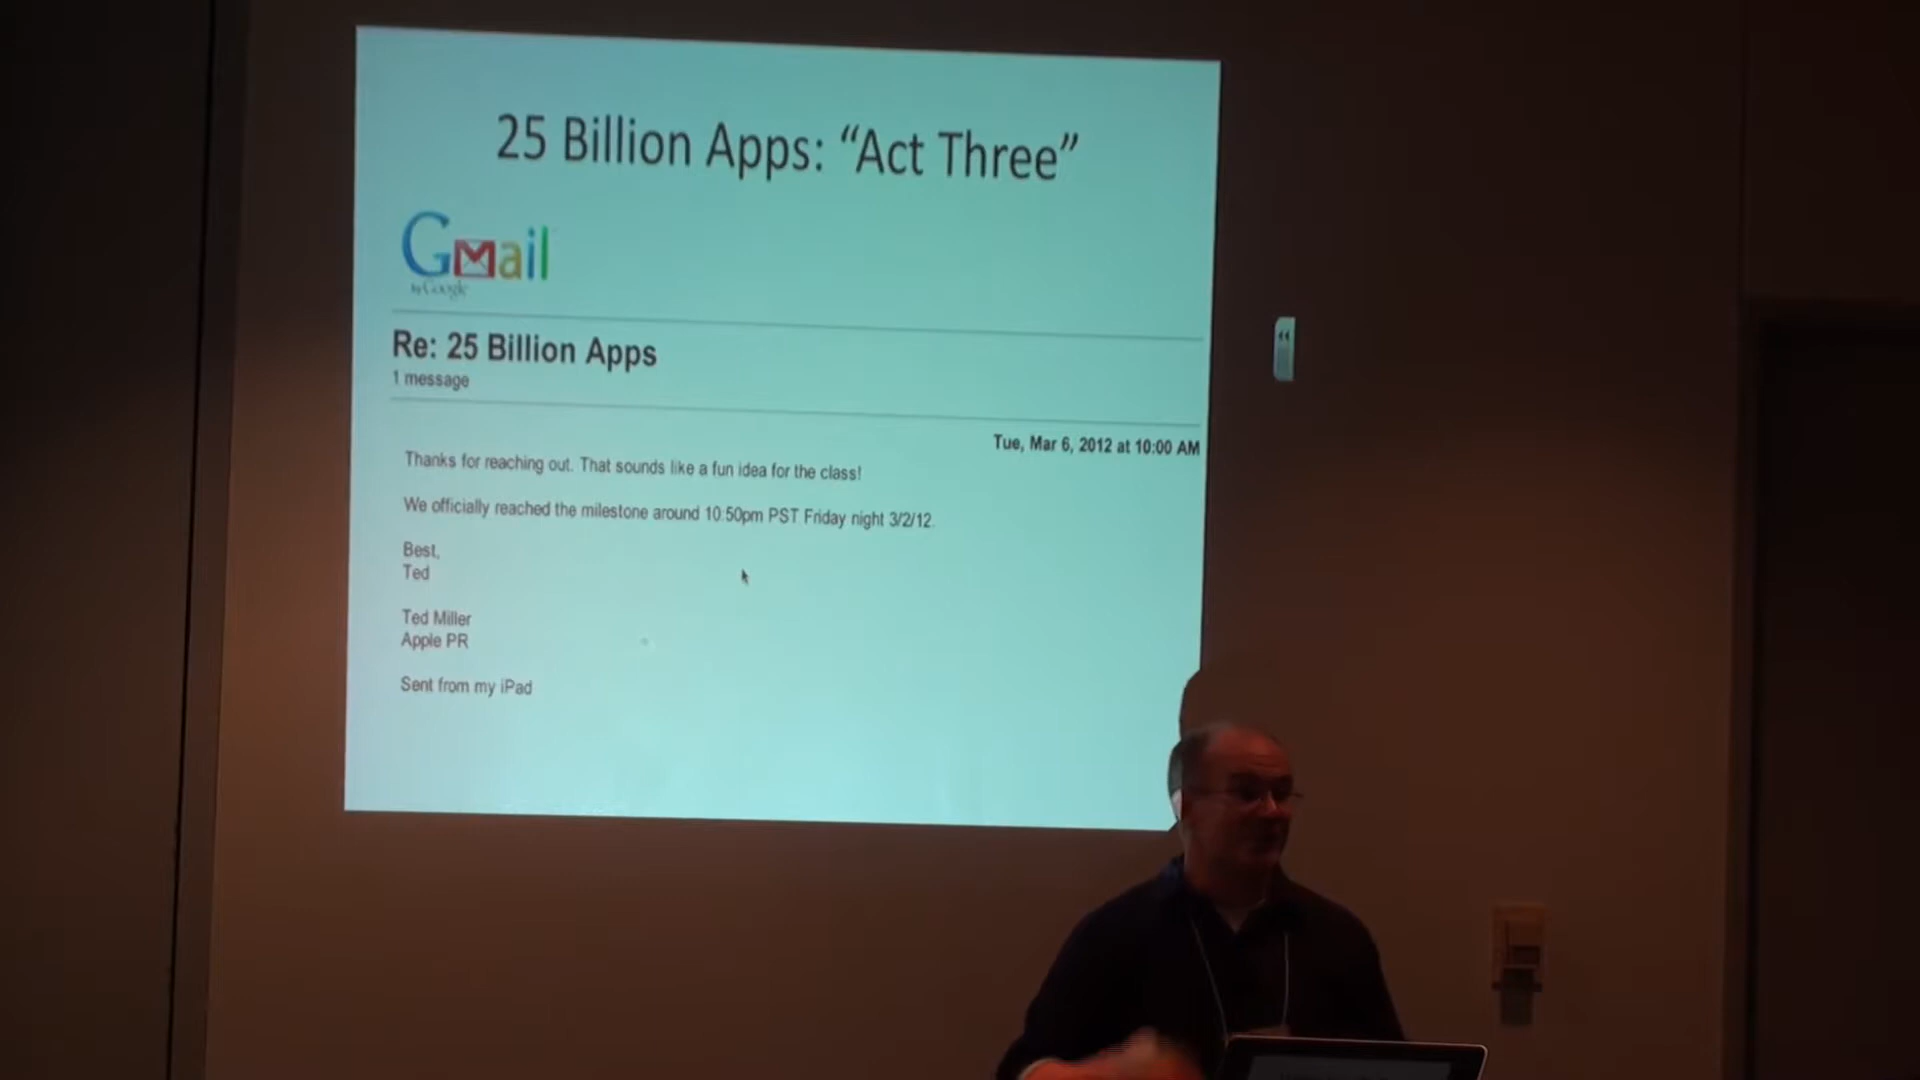 25 Billion Apps: “Act Three”
Gmail
by Google
Re: 25 Billion Apps
1 message
Tue, Mar 6, 2012 at 10:00 AM
Thanks for reaching out. That sounds like a fun idea for the class!
We officially reached the milestone around 10:50pm PST Friday night 3/2/12.
Best,
Ted
Ted Miller
Apple PR
Sent from my iPad